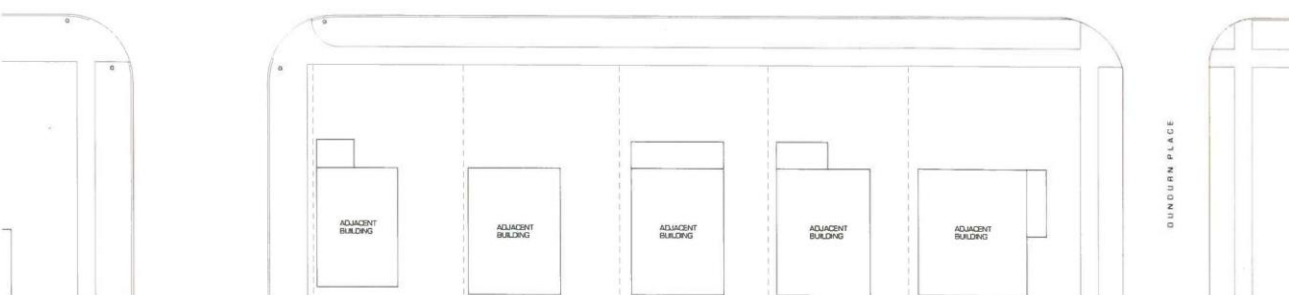 ADJACENT
BUILDING
ADJACENT
BUILDING
ADJACENT
BUILDING
ADJACENT
BUILDING
ADJACENT
BUILDING
DUNDURN PLACE